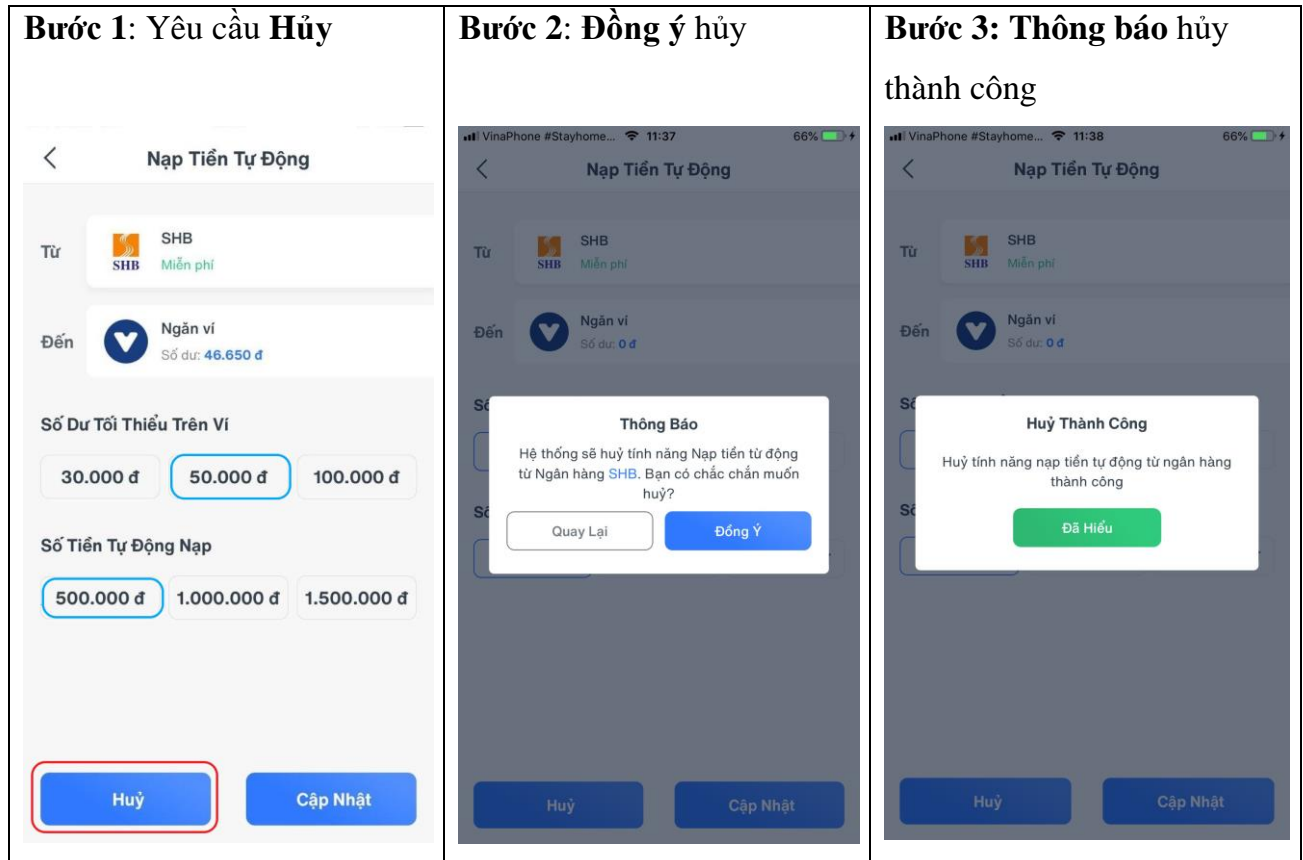 Bước 1: Yêu cầu Hủy
Nạp Tiền Tự Động
Từ
SHB
SHB
Miễn phí
Đến
Ngăn ví
Số dư: 46.650 đ
Số Dư Tối Thiểu Trên Ví
30.000 đ
50.000 đ
100.000 đ
Số Tiền Tự Động Nạp
500.000 đ
1.000.000 đ
1.500.000 đ
Huỷ
Cập Nhật
Bước 2: Đồng ý hủy
VinaPhone #Stayhome... 11:37 66%
Nạp Tiền Tự Động
Từ
SHB
SHB
Miễn phí
Đến
Ngăn ví
Số dư: 0 đ
Thông Báo
Hệ thống sẽ huỷ tính năng Nạp tiền từ động
từ Ngân hàng SHB. Bạn có chắc chắn muốn
huỷ?
Quay Lại
Đồng Ý
Huỷ
Cập Nhật
Bước 3: Thông báo hủy
thành công
VinaPhone #Stayhome... 11:38 66%
Nạp Tiền Tự Động
Từ
SHB
SHB
Miễn phí
Đến
Ngăn ví
Số dư: 0 đ
Huỷ Thành Công
Huỷ tính năng nạp tiền tự động từ ngân hàng
thành công
Đã Hiểu
Huỷ
Cập Nhật